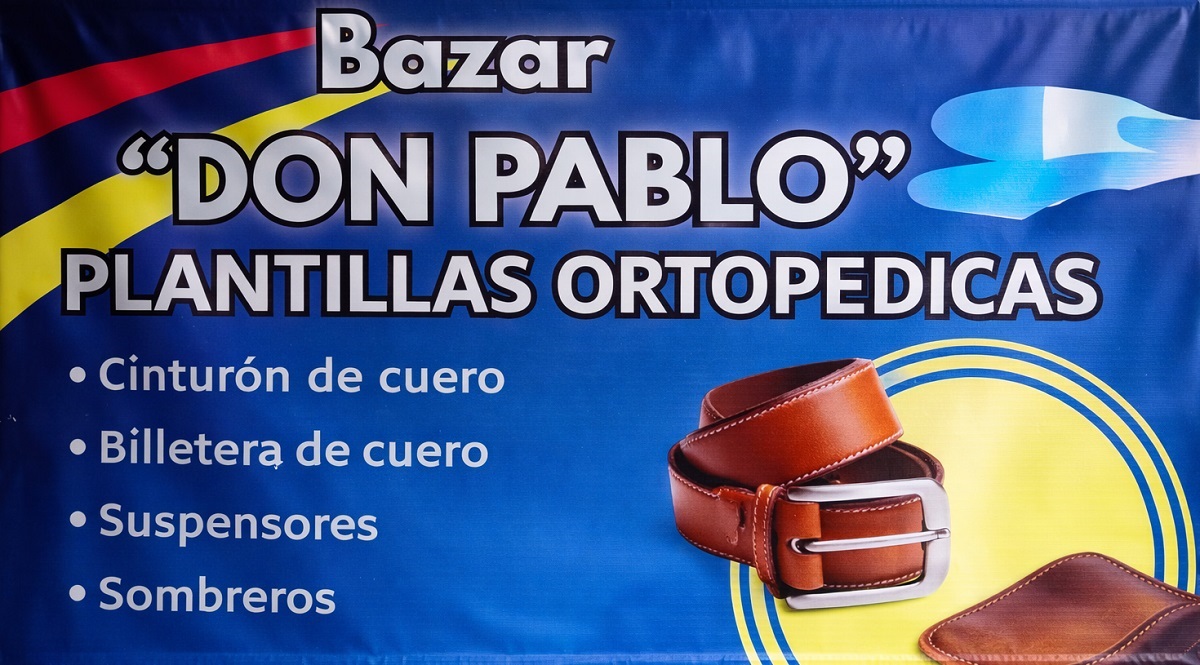 Bazar
“DON PABLO”
PLANTILLAS ORTOPEDICAS
• Cinturón de cuero
• Billetera de cuero
• Suspensores
• Sombreros